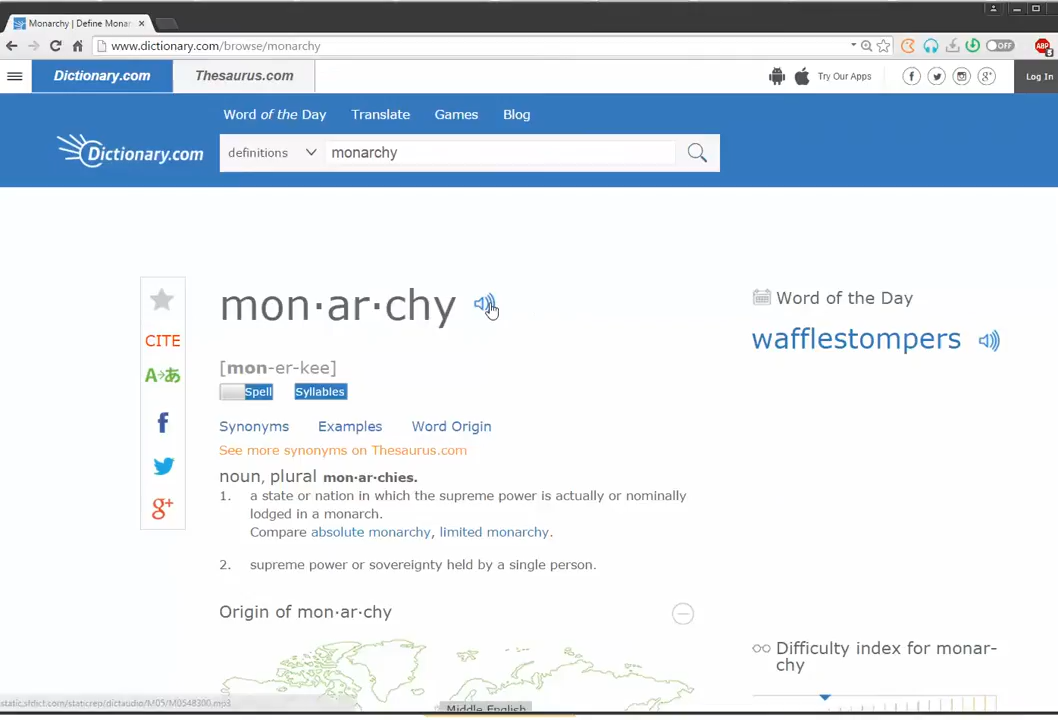 Monarchy | Define Monar
www.dictionary.com/browse/monarchy
OFF
Dictionary.com
Thesaurus.com
Try Our Apps
Log In
Word of the Day
Translate
Games
Blog
Dictionary.com
definitions
monarchy
mon·ar·chy
CITE
[mon-er-kee]
Spell
Syllables
Synonyms
Examples
Word Origin
See more synonyms on Thesaurus.com
noun, plural mon·ar·chies.
1. a state or nation in which the supreme power is actually or nominally
lodged in a monarch.
Compare absolute monarchy, limited monarchy.
2. supreme power or sovereignty held by a single person.
Origin of mon·ar·chy
Middle English
Word of the Day
wafflestompers
Difficulty index for monar-
chy